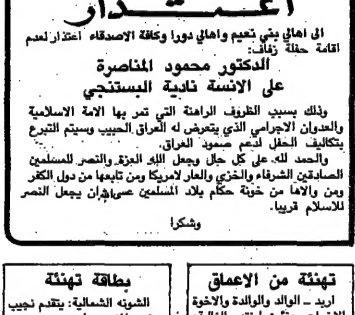 اعتـــذار
الى اهالي بني نعيم واهالي دورا وكافة الاصدقاء اعتذار لعدم
اقامة حفلة زفاف:
الدكتور محمود المناصرة
على الانسة نادية البستنجي
وذلك بسبب الظروف الراهنة التي تمر بها الامة الاسلامية
والعدوان الاجرامي الذي يتعرض له العراق الحبيب وسيتم التبرع
بتكاليف الحفل لدعم صمود العراق.
والحمد لله على كل حال وجعل الله العزة والنصر للمسلمين
الصادقين الشرفاء والخزي والعار لامريكا ومن تابعها من دول الكفر
ومن والاها من خونة حكام بلاد المسلمين عسى ان يجعل النصر
للاسلام قريبا.
وشكرا
تهنئة من الاعماق
اربد – الوالد والوالدة والاخوة
بطاقة تهنئة
الشونه الشمالية: يتقدم نجيب